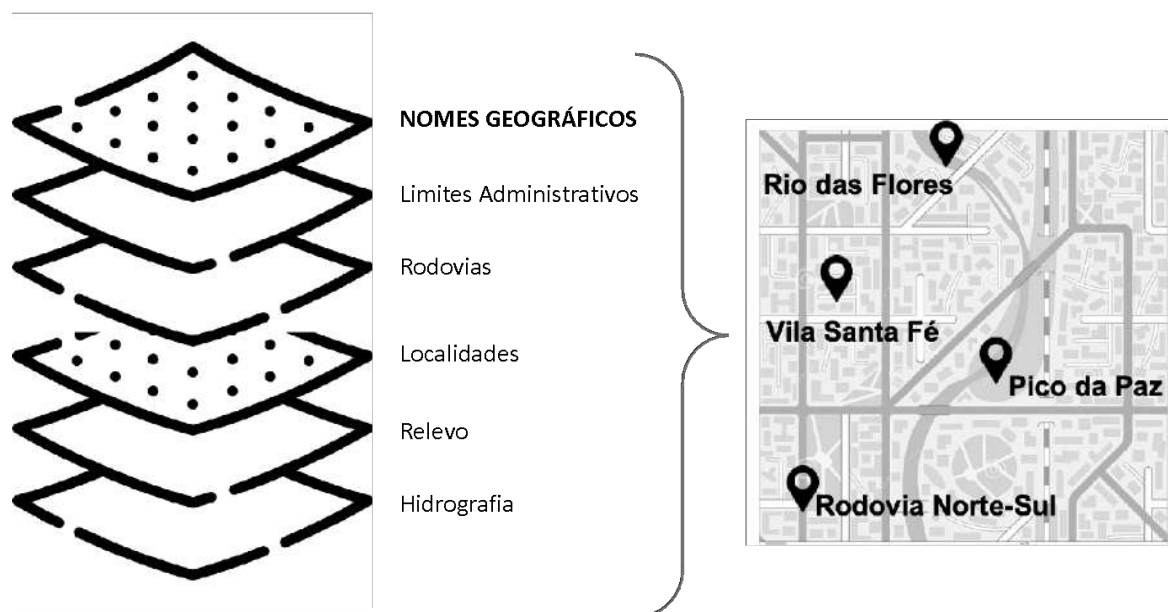 NOMES GEOGRÁFICOS
Limites Administrativos
Rodovias
Localidades
Relevo
Hidrografia
Rio das Flores
Vila Santa Fé
Pico da Paz
Rodovia Norte-Sul